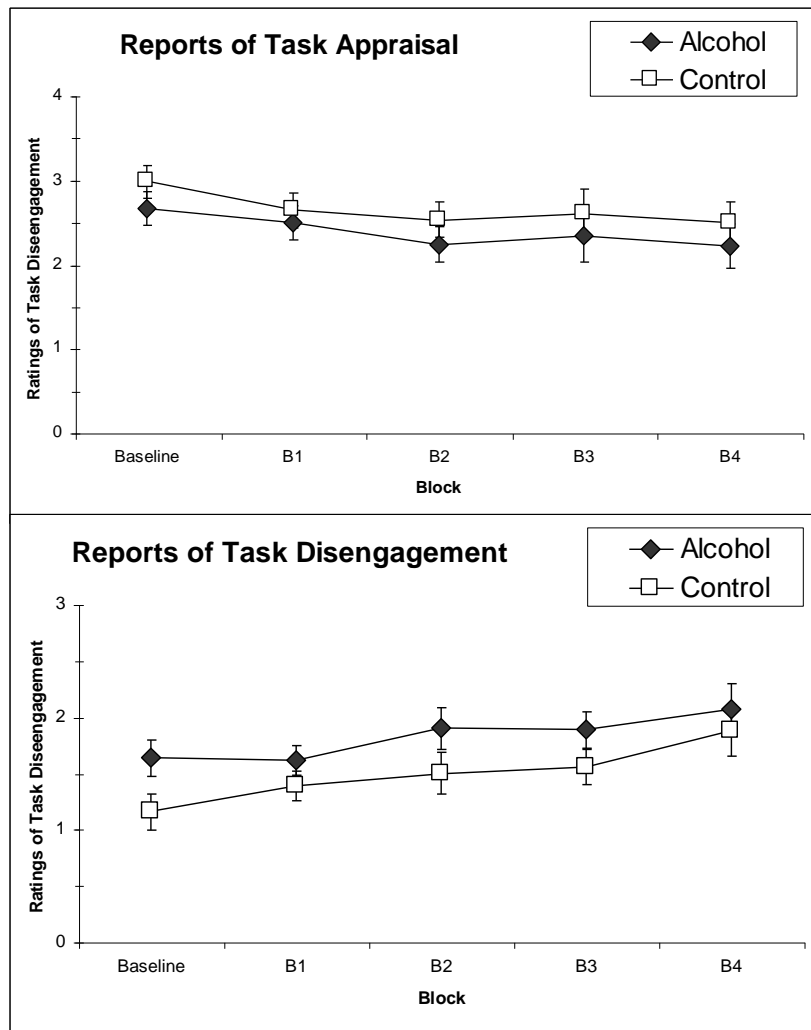 Reports of Task Appraisal
Alcohol
Control
Ratings of Task Diseengagement
4
3
2
1
0
Baseline B1 B2 B3 B4
Block
Reports of Task Disengagement
Alcohol
Control
Ratings of Task Diseengagement
3
2
1
0
Baseline B1 B2 B3 B4
Block